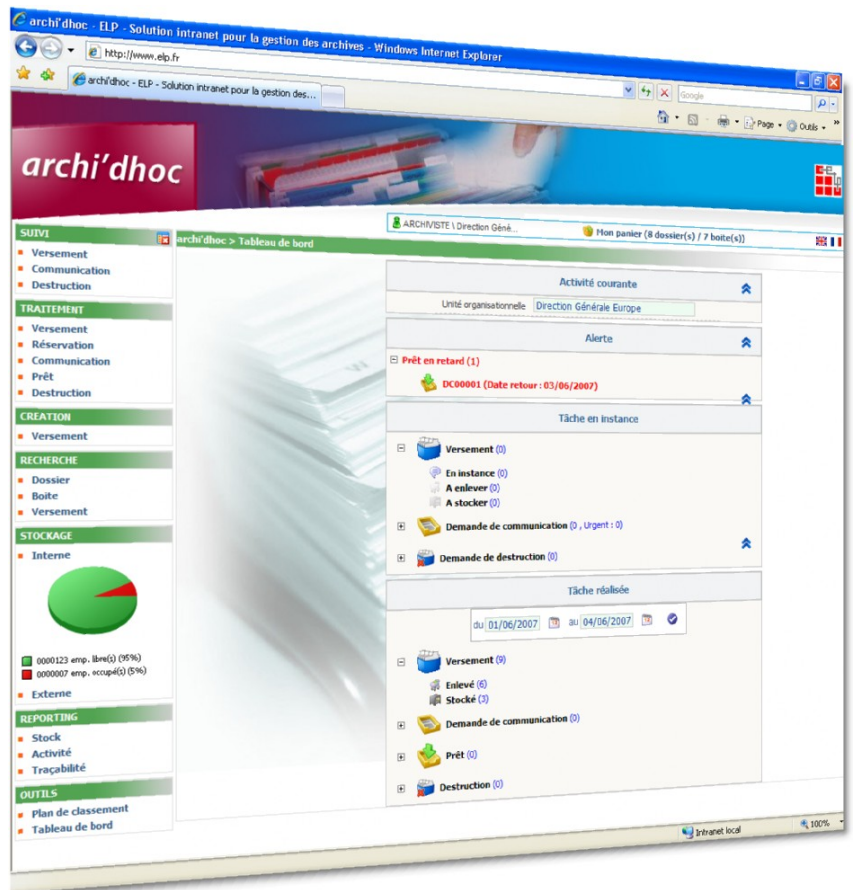 archi'dhoc - ELP - Solution intranet pour la gestion des archives - Windows Internet Explorer
http://www.elp.fr
Google
archi'dhoc - ELP - Solution intranet pour la gestion des...
Page
Outils
archi'dhoc
elp
ARCHIVISTE \ Direction Géné...
Mon panier (8 dossier(s) / 7 boite(s))
archi'dhoc > Tableau de bord
SUIVI
Versement
Communication
Destruction
TRAITEMENT
Versement
Réservation
Communication
Prêt
Destruction
CREATION
Versement
RECHERCHE
Dossier
Boite
Versement
STOCKAGE
Interne
0000123 emp. libre(s) (95%)
0000007 emp. occupé(s) (5%)
Externe
REPORTING
Stock
Activité
Traçabilité
OUTILS
Plan de classement
Tableau de bord
Activité courante
Unité organisationnelle Direction Générale Europe
Alerte
Prêt en retard (1)
DC00001 (Date retour : 03/06/2007)
Tâche en instance
Versement (0)
En instance (0)
A enlever (0)
A stocker (0)
Demande de communication (0 , Urgent : 0)
Demande de destruction (0)
Tâche réalisée
du 01/06/2007 au 04/06/2007
Versement (9)
Enlevé (6)
Stocké (3)
Demande de communication (0)
Prêt (0)
Destruction (0)
Intranet local
100%